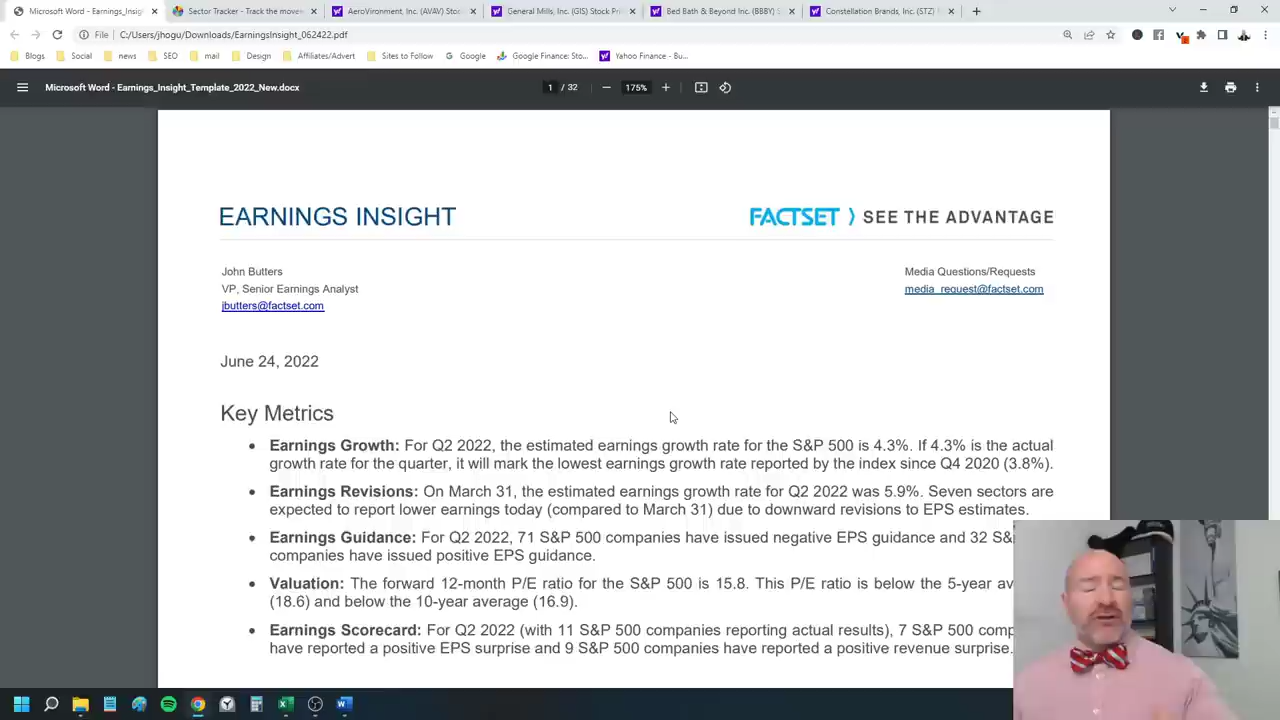 Microsoft Word - Earnings_Insi
Sector Tracker - Track the movem
AeroVironment, Inc. (AVAV) Stoc
General Mills, Inc. (GIS) Stock Pri
Bed Bath & Beyond Inc. (BBBY) S
Constellation Brands, Inc. (STZ)
File C:/Users/jhogu/Downloads/EarningsInsight_062422.pdf
Blogs Social news SEO mail Design Affiliates/Advert Sites to Follow Google Google Finance: Sto... Yahoo Finance - Bu...
Microsoft Word - Earnings_Insight_Template_2022_New.docx 1 / 32 175%
EARNINGS INSIGHT FACTSET SEE THE ADVANTAGE
John Butters
VP, Senior Earnings Analyst
jbutters@factset.com
Media Questions/Requests
media_request@factset.com
June 24, 2022
Key Metrics
• Earnings Growth: For Q2 2022, the estimated earnings growth rate for the S&P 500 is 4.3%. If 4.3% is the actual
growth rate for the quarter, it will mark the lowest earnings growth rate reported by the index since Q4 2020 (3.8%).
• Earnings Revisions: On March 31, the estimated earnings growth rate for Q2 2022 was 5.9%. Seven sectors are
expected to report lower earnings today (compared to March 31) due to downward revisions to EPS estimates.
• Earnings Guidance: For Q2 2022, 71 S&P 500 companies have issued negative EPS guidance and 32 S&
companies have issued positive EPS guidance.
• Valuation: The forward 12-month P/E ratio for the S&P 500 is 15.8. This P/E ratio is below the 5-year av
(18.6) and below the 10-year average (16.9).
• Earnings Scorecard: For Q2 2022 (with 11 S&P 500 companies reporting actual results), 7 S&P 500 comp
have reported a positive EPS surprise and 9 S&P 500 companies have reported a positive revenue surprise.